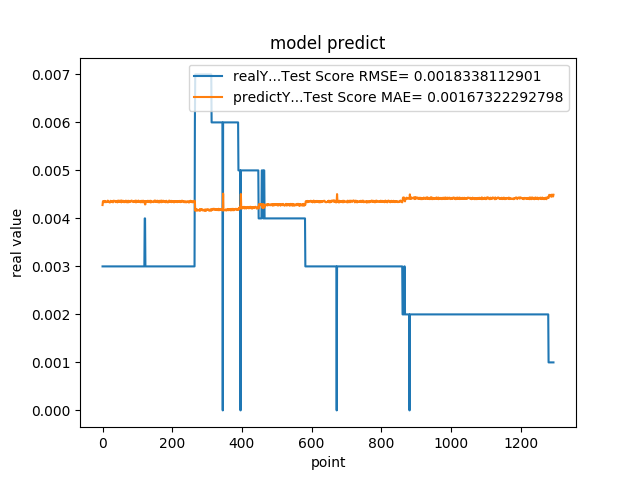 model predict
realY...Test Score RMSE= 0.0018338112901
predictY...Test Score MAE= 0.00167322292798
real value
0.007
0.006
0.005
0.004
0.003
0.002
0.001
0.000
0 200 400 600 800 1000 1200
point